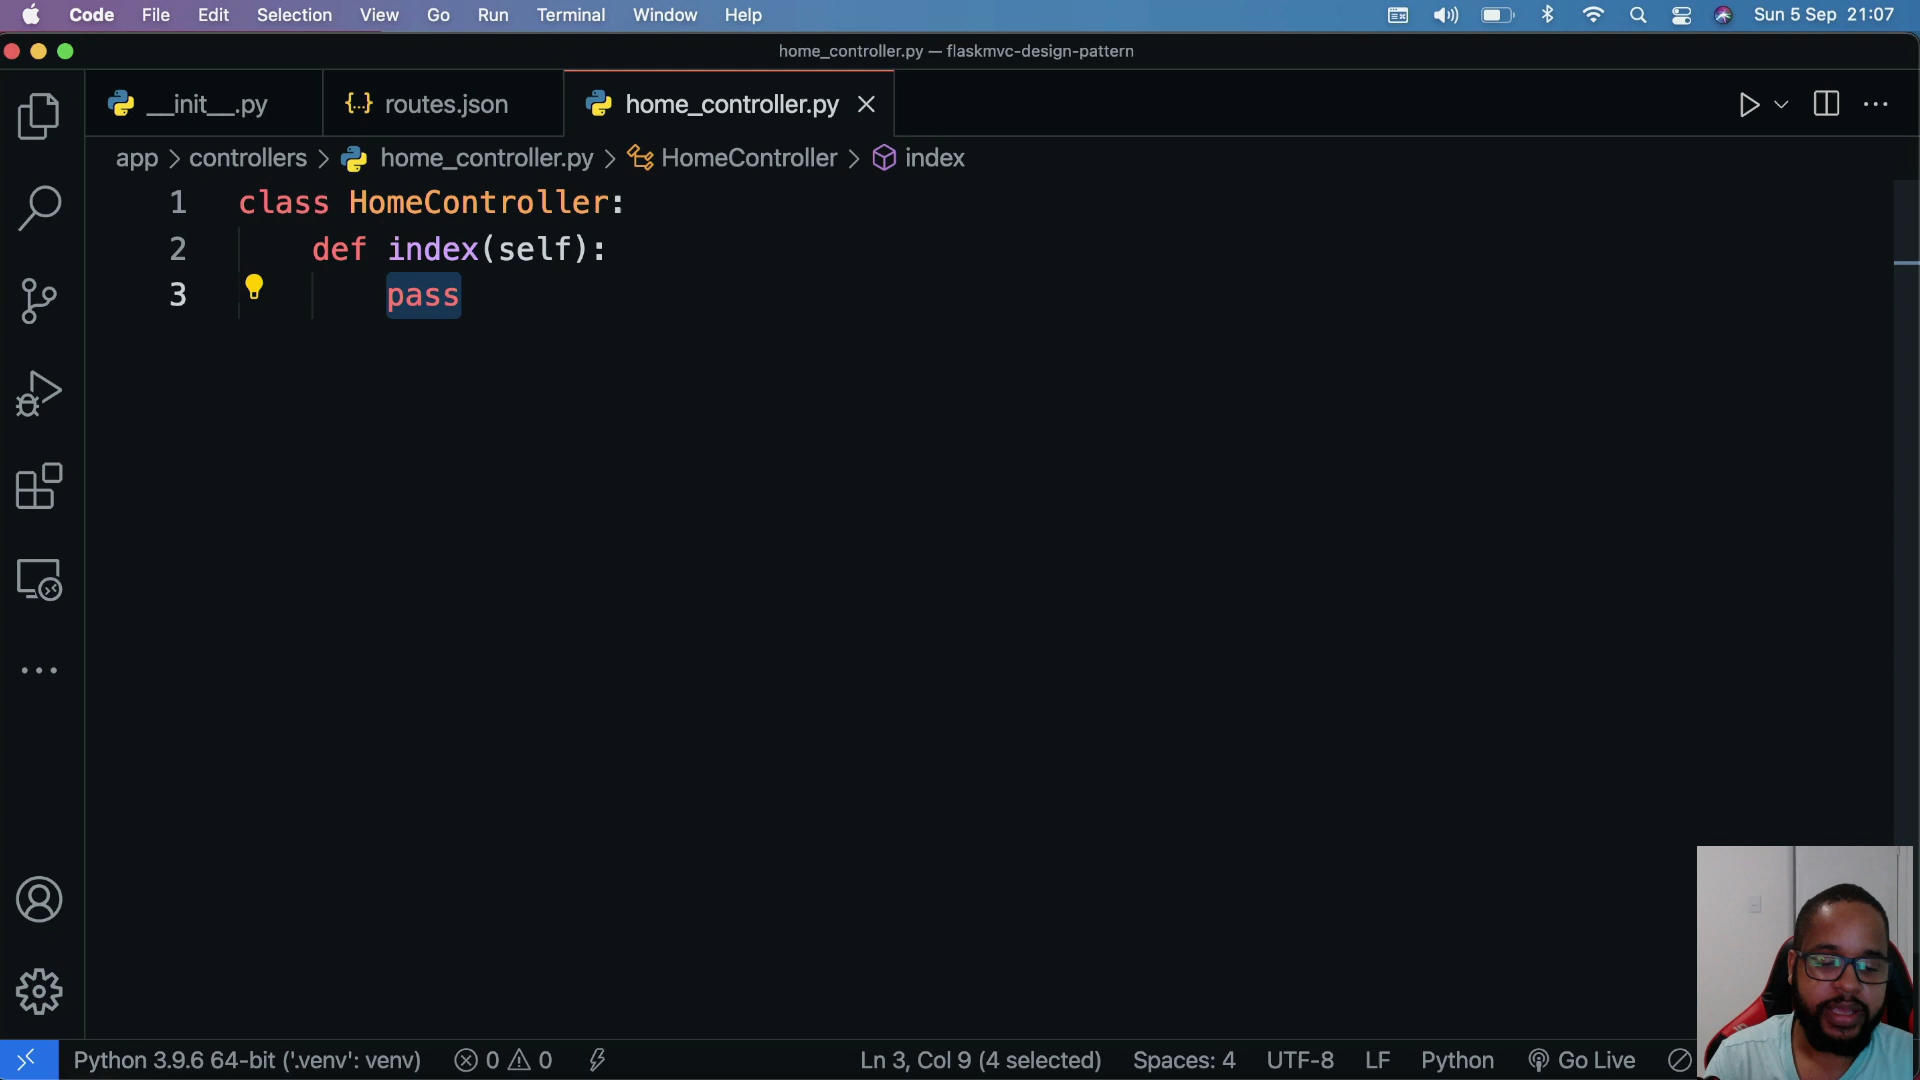 Code File Edit Selection View Go Run Terminal Window Help Sun 5 Sep 21:07
home_controller.py — flaskmvc-design-pattern
__init__.py {..} routes.json home_controller.py
app > controllers > home_controller.py > HomeController > index
1 class HomeController:
2 def index(self):
3 pass
Python 3.9.6 64-bit ('.venv': venv) 0 0 Ln 3, Col 9 (4 selected) Spaces: 4 UTF-8 LF Python Go Live